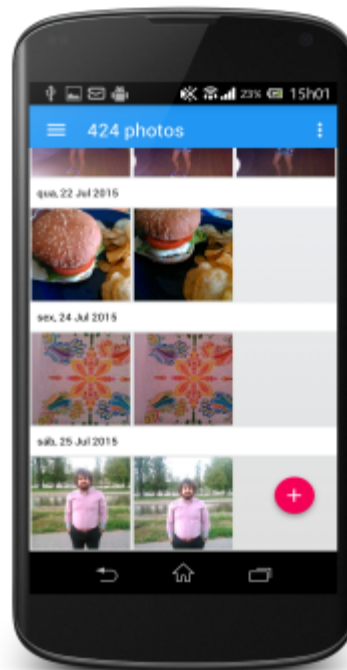 23% 15h01
424 photos
qua, 22 Jul 2015
sex, 24 Jul 2015
sáb, 25 Jul 2015